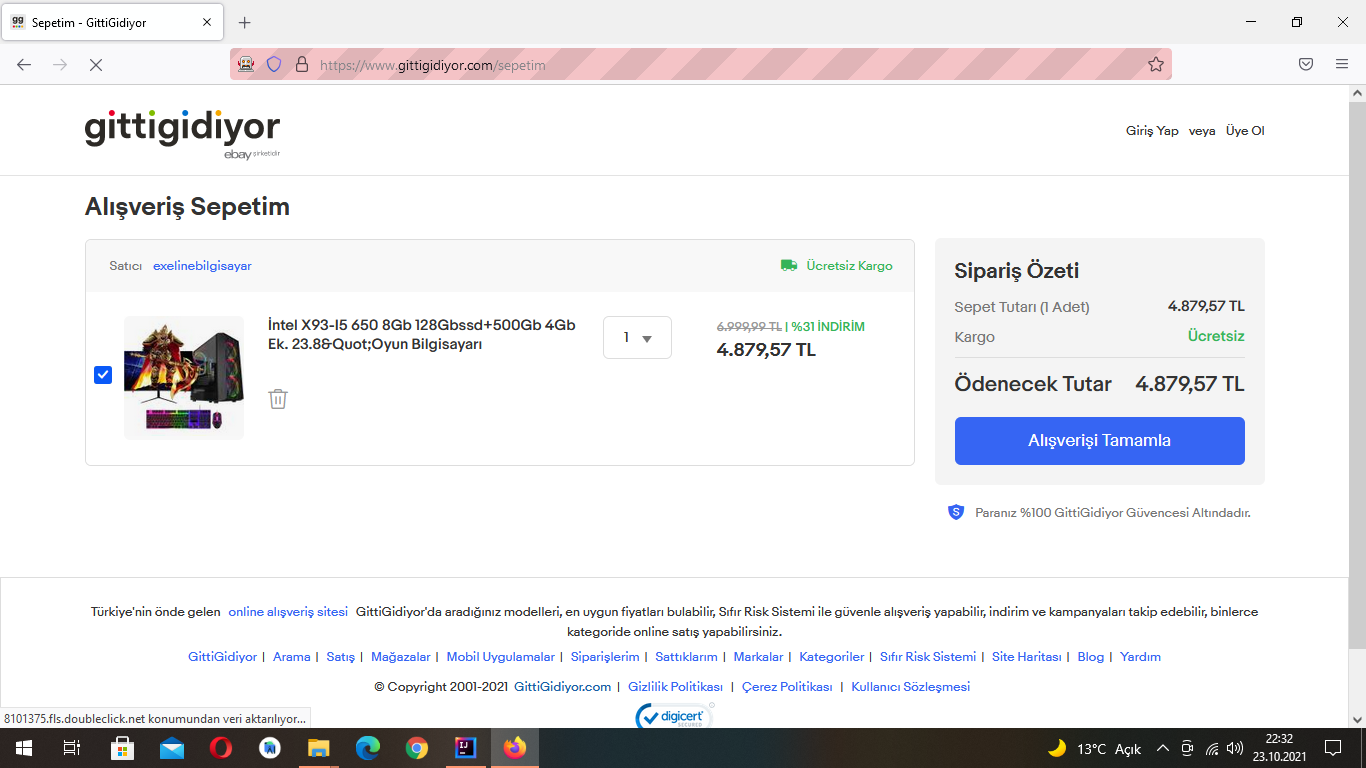 Sepetim - GittiGidiyor
https://www.gittigidiyor.com/sepetim
gittigidiyor
ebay şirketidir
Giriş Yap veya Üye Ol
Alışveriş Sepetim
Satıcı exelinebilgisayar
Ücretsiz Kargo
İntel X93-I5 650 8Gb 128Gbssd+500Gb 4Gb
Ek. 23.8&Quot;Oyun Bilgisayarı
1
6.999,99 TL | %31 İNDİRİM
4.879,57 TL
Sipariş Özeti
Sepet Tutarı (1 Adet) 4.879,57 TL
Kargo Ücretsiz
Ödenecek Tutar 4.879,57 TL
Alışverişi Tamamla
Paranız %100 GittiGidiyor Güvencesi Altındadır.
Türkiye'nin önde gelen online alışveriş sitesi GittiGidiyor'da aradığınız modelleri, en uygun fiyatları bulabilir, Sıfır Risk Sistemi ile güvenle alışveriş yapabilir, indirim ve kampanyaları takip edebilir, binlerce
kategoride online satış yapabilirsiniz.
GittiGidiyor | Arama | Satış | Mağazalar | Mobil Uygulamalar | Siparişlerim | Sattıklarım | Markalar | Kategoriler | Sıfır Risk Sistemi | Site Haritası | Blog | Yardım
© Copyright 2001-2021 GittiGidiyor.com | Gizlilik Politikası | Çerez Politikası | Kullanıcı Sözleşmesi
digicert
SECURED
8101375.fls.doubleclick.net konumundan veri aktarılıyor...
13°C Açık
22:32
23.10.2021